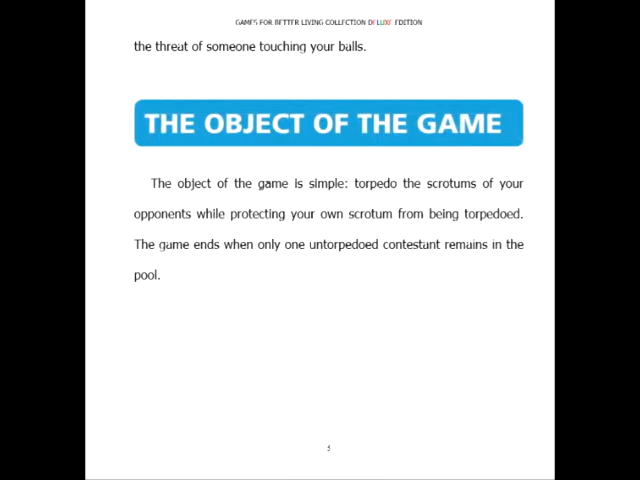 GAMES FOR BETTER LIVING COLLECTION DELUXE EDITION
the threat of someone touching your balls.
THE OBJECT OF THE GAME
The object of the game is simple: torpedo the scrotums of your
opponents while protecting your own scrotum from being torpedoed.
The game ends when only one untorpedoed contestant remains in the
pool.
5